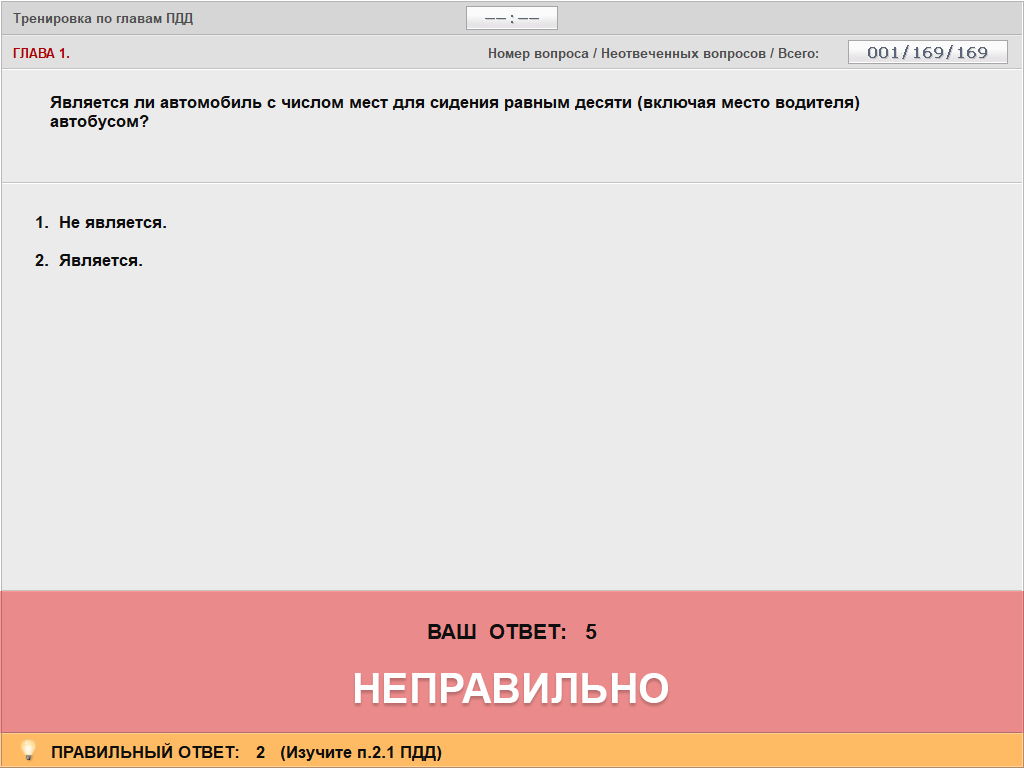 Тренировка по главам ПДД
––:––
ГЛАВА 1.
Номер вопроса / Неотвеченных вопросов / Всего:
001/169/169
Является ли автомобиль с числом мест для сидения равным десяти (включая место водителя)
автобусом?
1. Не является.
2. Является.
ВАШ ОТВЕТ: 5
НЕПРАВИЛЬНО
ПРАВИЛЬНЫЙ ОТВЕТ: 2 (Изучите п.2.1 ПДД)